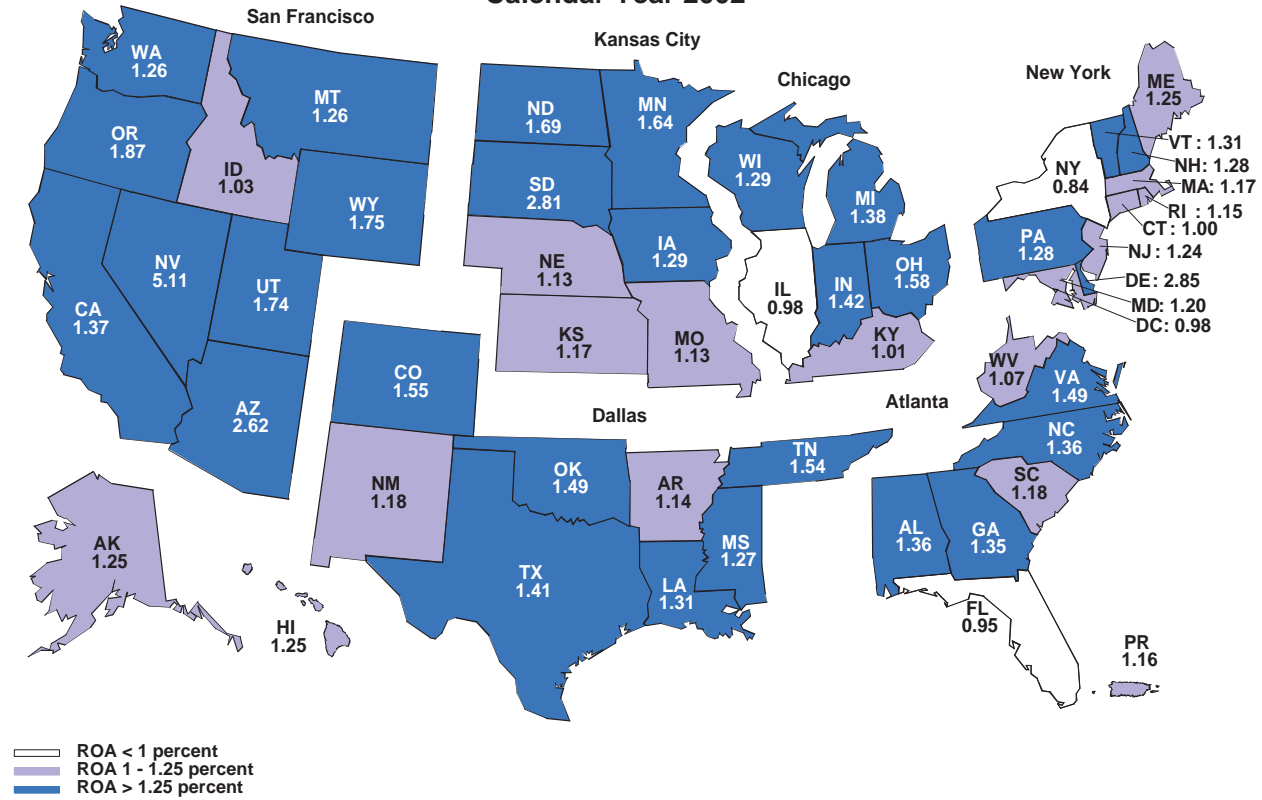 Calendar Year 2002
San Francisco
Kansas City
Chicago
New York
WA
1.26
MT
1.26
OR
1.87
ID
1.03
WY
1.75
NV
5.11
UT
1.74
CA
1.37
AZ
2.62
AK
1.25
HI
1.25
ND
1.69
MN
1.64
SD
2.81
IA
1.29
NE
1.13
KS
1.17
MO
1.13
WI
1.29
MI
1.38
IL
0.98
IN
1.42
OH
1.58
KY
1.01
ME
1.25
VT : 1.31
NH: 1.28
NY
0.84
MA: 1.17
RI : 1.15
CT: 1.00
PA
1.28
NJ : 1.24
DE: 2.85
MD: 1.20
DC: 0.98
Dallas
Atlanta
CO
1.55
NM
1.18
OK
1.49
TX
1.41
AR
1.14
LA
1.31
MS
1.27
TN
1.54
WV
1.07
VA
1.49
NC
1.36
SC
1.18
AL
1.36
GA
1.35
FL
0.95
PR
1.16
ROA < 1 percent
ROA 1 - 1.25 percent
ROA > 1.25 percent